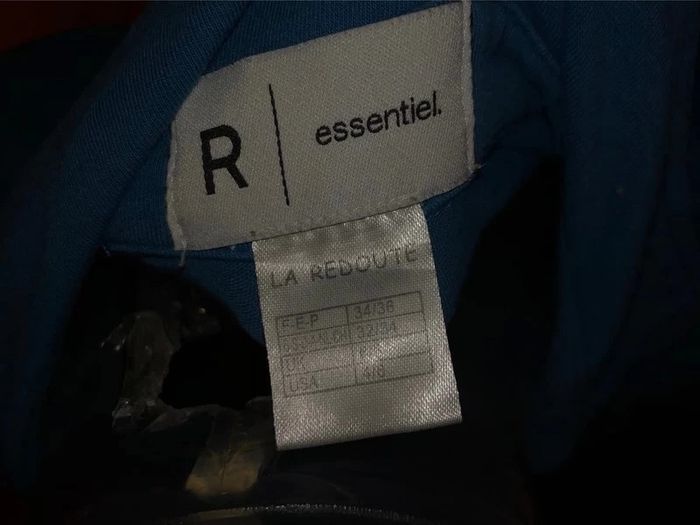 R
essentiel.
LA REDOUTE
F-E-P 34/36
32/34
UK
USA 4/6